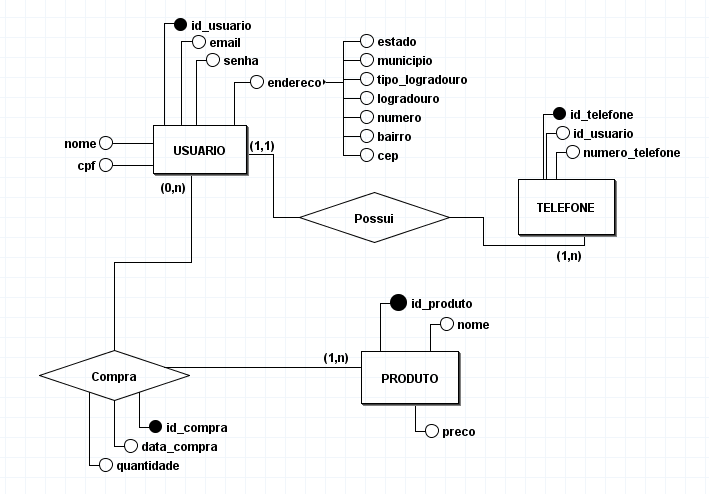 id_usuario
email
senha
endereco
estado
municipio
tipo_logradouro
logradouro
numero
bairro
cep
nome
cpf
USUARIO
(1,1)
(0,n)
id_telefone
id_usuario
numero_telefone
TELEFONE
Possui
(1,n)
id_produto
nome
(1,n)
PRODUTO
preco
Compra
id_compra
data_compra
quantidade